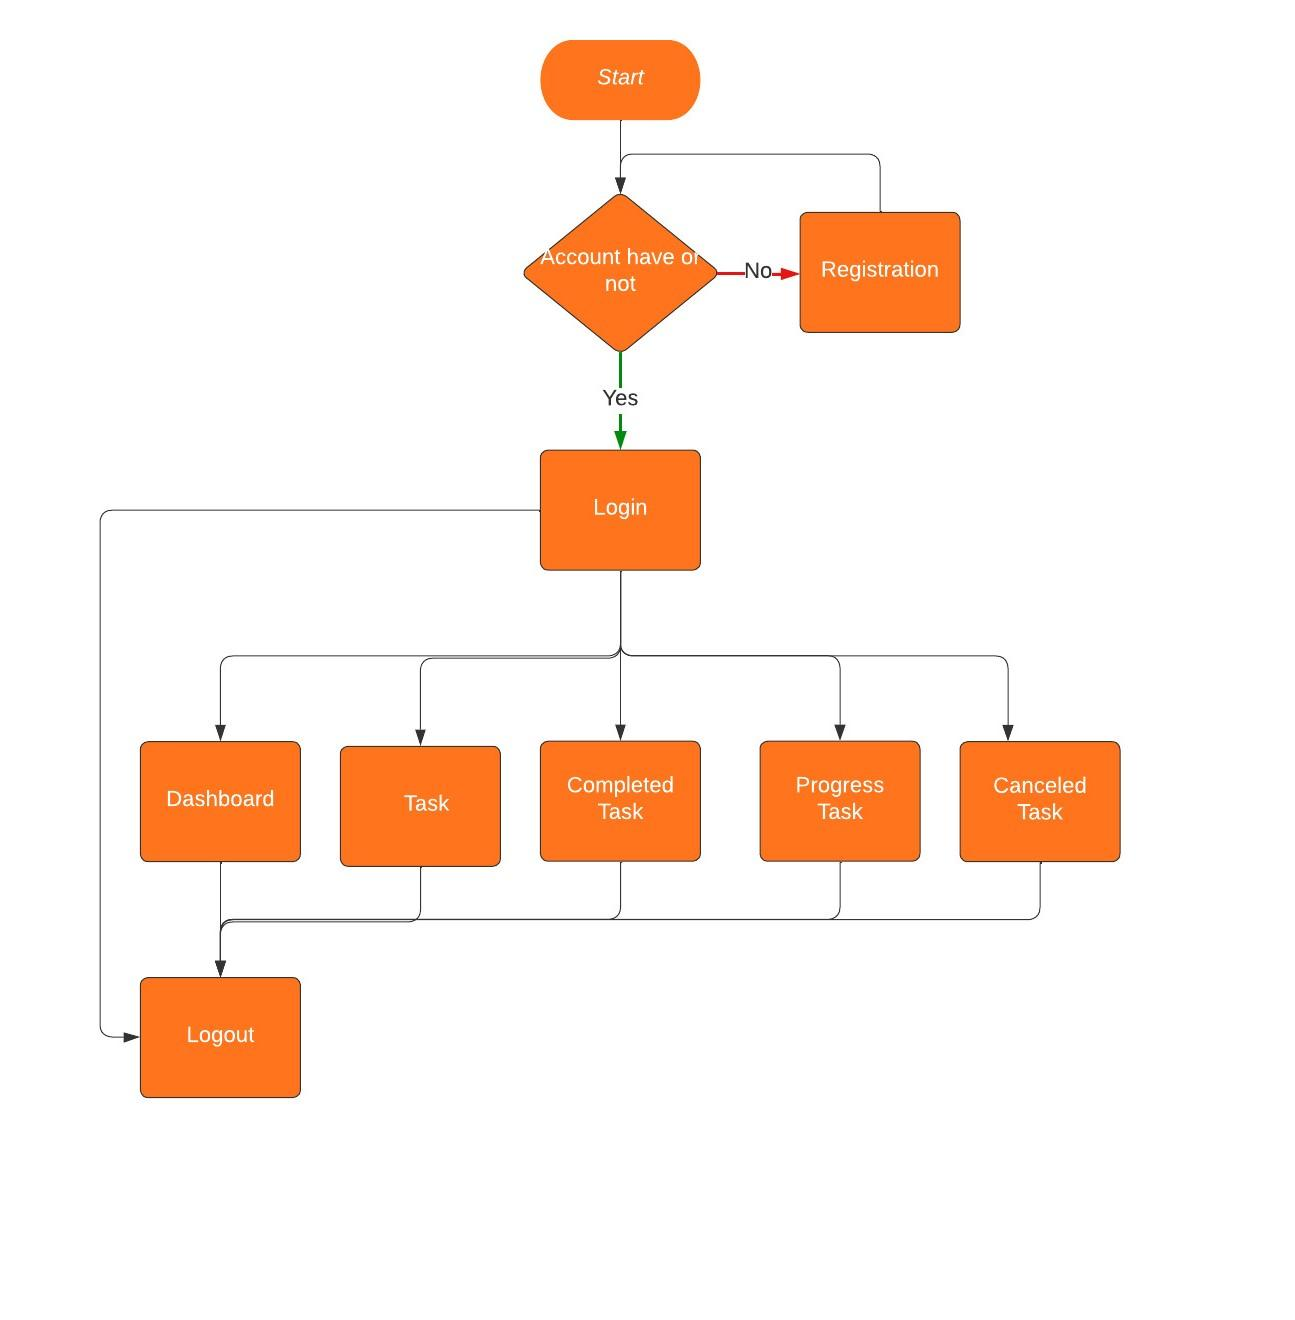 Start
Account have or
not
No
Registration
Yes
Login
Dashboard
Task
Completed
Task
Progress
Task
Canceled
Task
Logout